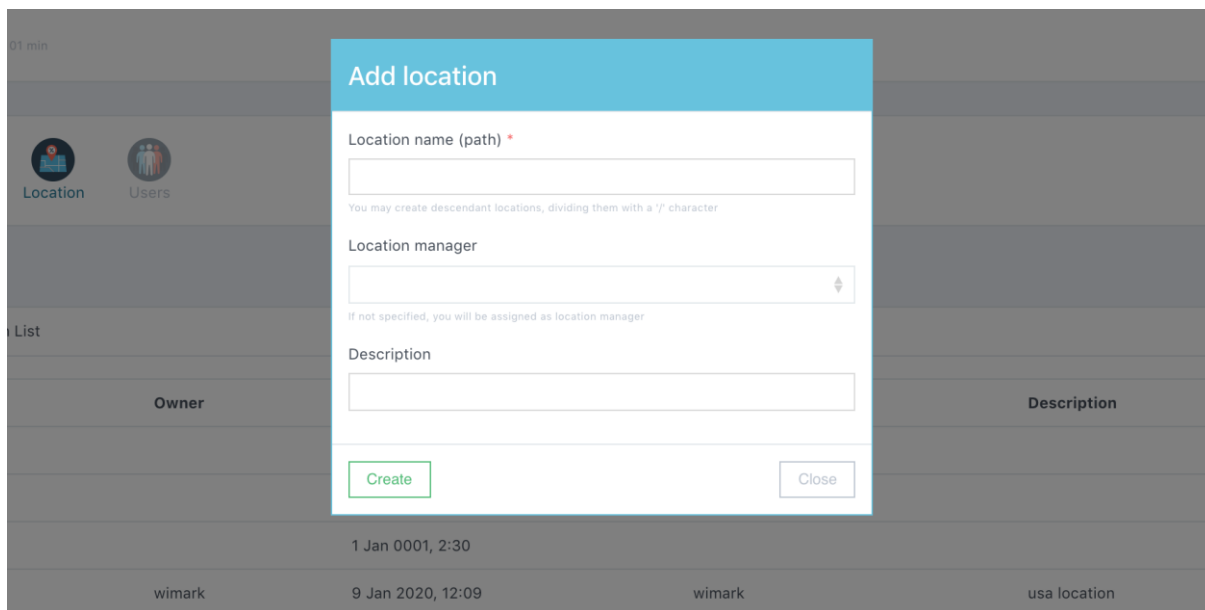 01 min
Add location
Location name (path) *
You may create descendant locations, dividing them with a '/' character
Location Users
Location manager
If not specified, you will be assigned as location manager
List
Description
Owner Description
Create Close
1 Jan 0001, 2:30
wimark 9 Jan 2020, 12:09 wimark usa location